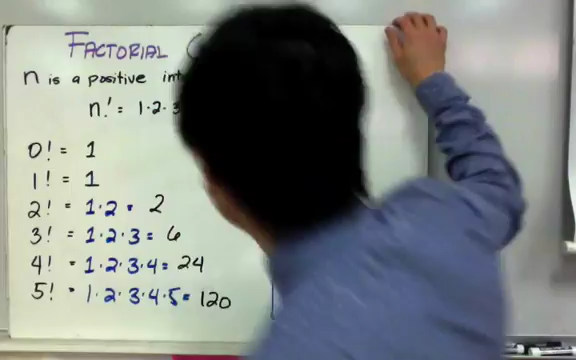 FACTORIAL
n is a positive
n! = 1·2·3
0! = 1
1! = 1
2! = 1·2 = 2
3! = 1·2·3 = 6
4! = 1·2·3·4 = 24
5! = 1·2·3·4·5 = 120